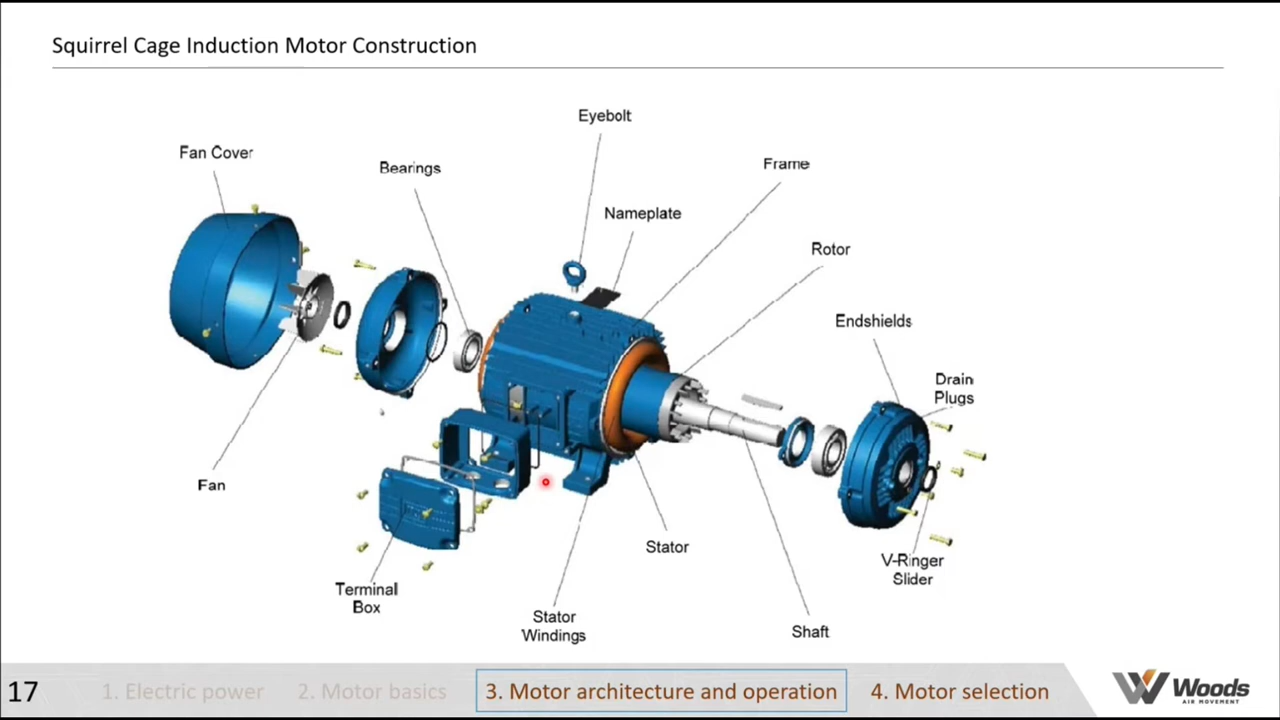 Squirrel Cage Induction Motor Construction
Eyebolt
Fan Cover
Bearings
Frame
Nameplate
Rotor
Endshields
Drain
Plugs
Fan
Stator
V-Ringer
Slider
Terminal
Box
Stator
Windings
Shaft
17
1. Electric power
2. Motor basics
3. Motor architecture and operation
4. Motor selection
Woods
AIR MOVEMENT